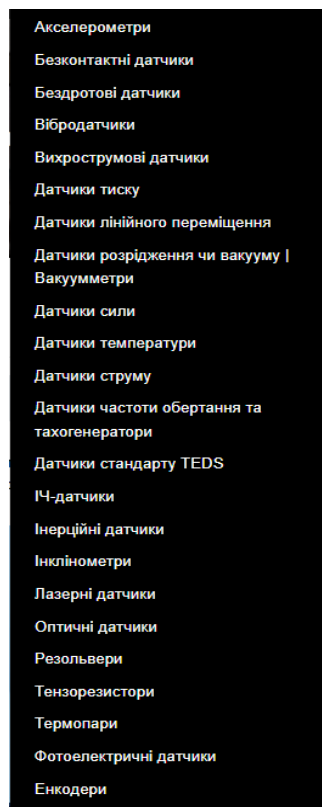 Акселерометри
Безконтактні датчики
Бездротові датчики
Вібродатчики
Вихрострумові датчики
Датчики тиску
Датчики лінійного переміщення
Датчики розрідження чи вакууму |
Вакуумметри
Датчики сили
Датчики температури
Датчики струму
Датчики частоти обертання та
тахогенератори
Датчики стандарту TEDS
ІЧ-датчики
Інерційні датчики
Інклінометри
Лазерні датчики
Оптичні датчики
Резольвери
Тензорезистори
Термопари
Фотоелектричні датчики
Енкодери